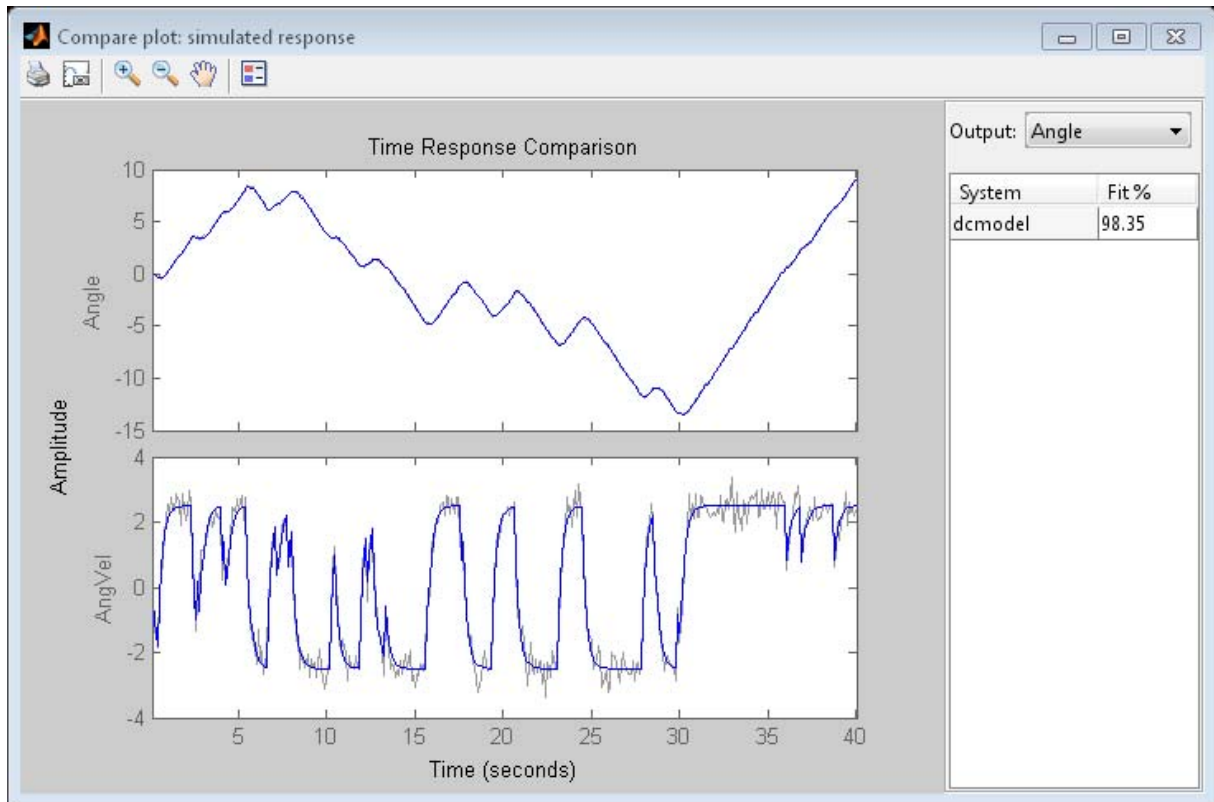 Compare plot: simulated response
Time Response Comparison
10
5
0
-5
-10
-15
Angle
Amplitude
4
2
0
-2
-4
AngVel
5 10 15 20 25 30 35 40
Time (seconds)
Output: Angle
System Fit %
dcmodel 98.35